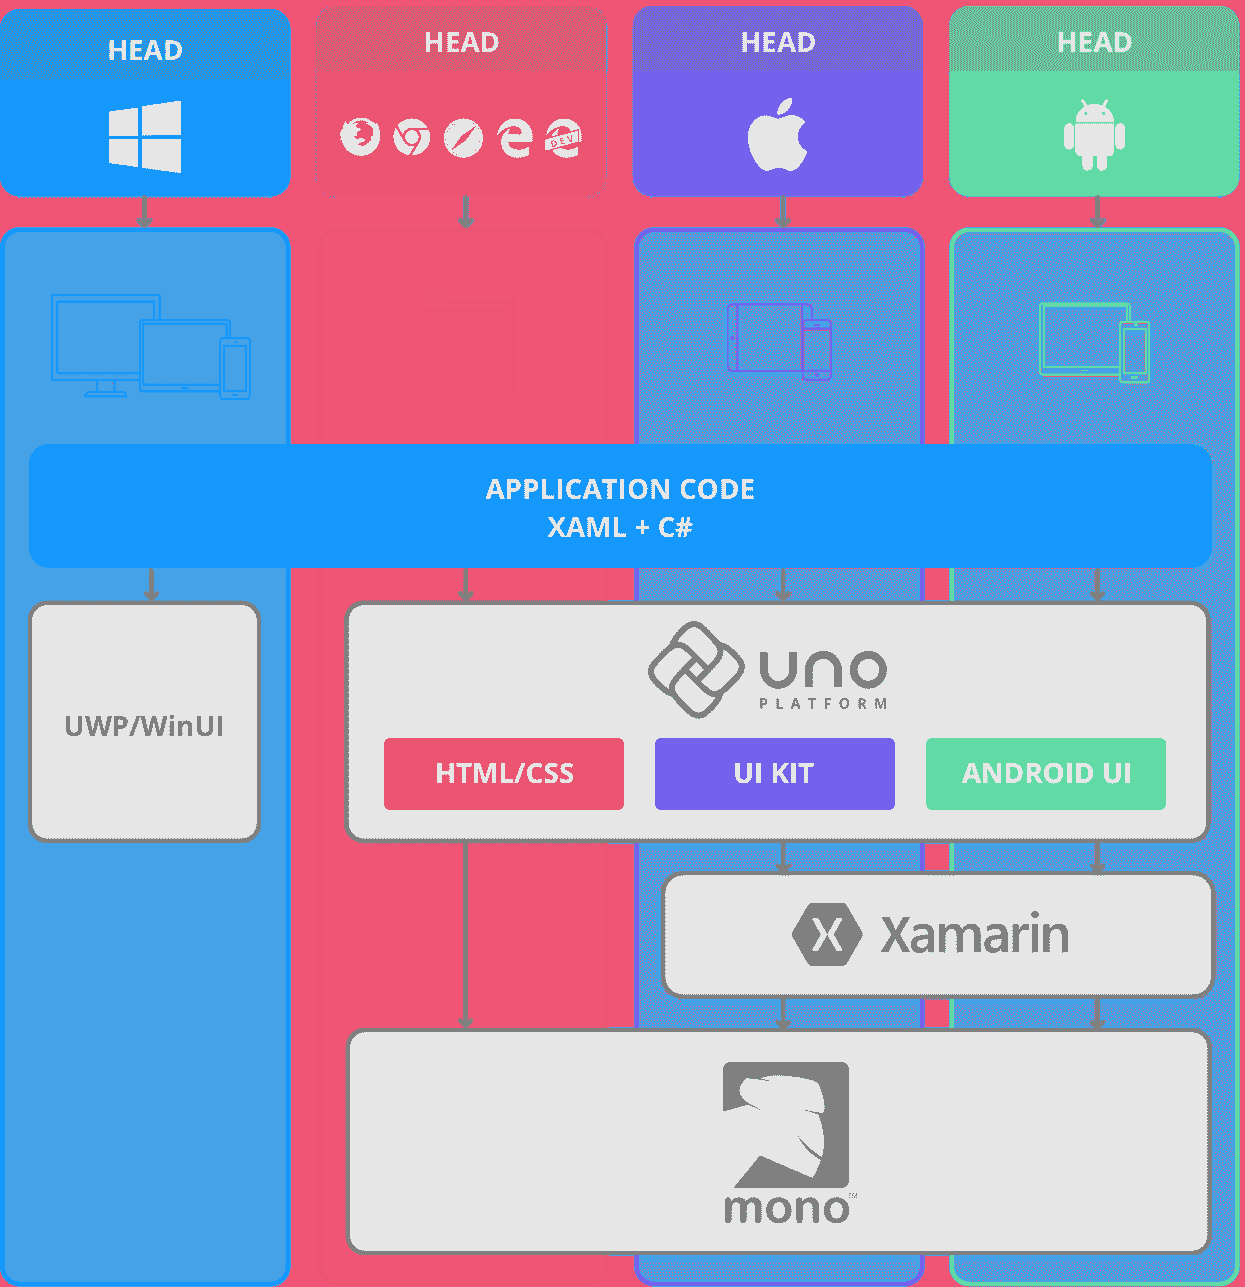 HEAD
HEAD
HEAD
HEAD
DEV
APPLICATION CODE
XAML + C#
UWP/WinUI
UNO
PLATFORM
HTML/CSS
UI KIT
ANDROID UI
Xamarin
mono™